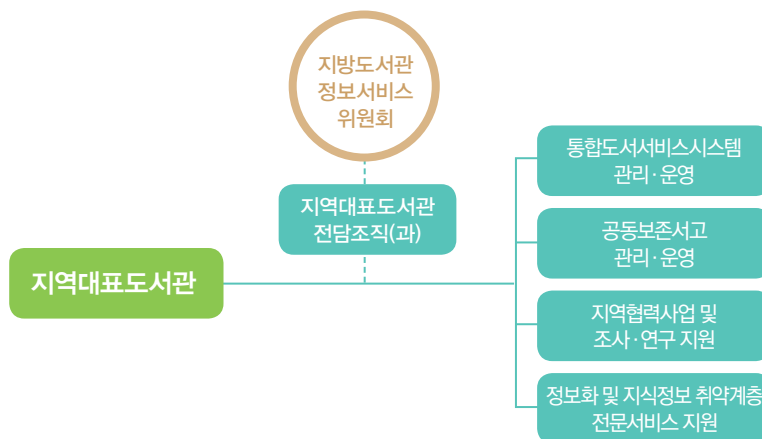 지방도서관
정보서비스
위원회
지역대표도서관
전담조직(과)
지역대표도서관
통합도서서비스시스템
관리·운영
공동보존서고
관리·운영
지역협력사업 및
조사·연구 지원
정보화 및 지식정보 취약계층
전문서비스 지원